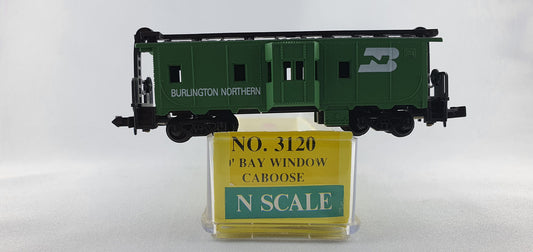 BURLINGTON NORTHERN
NO. 3120
' BAY WINDOW
CABOOSE
N SCALE